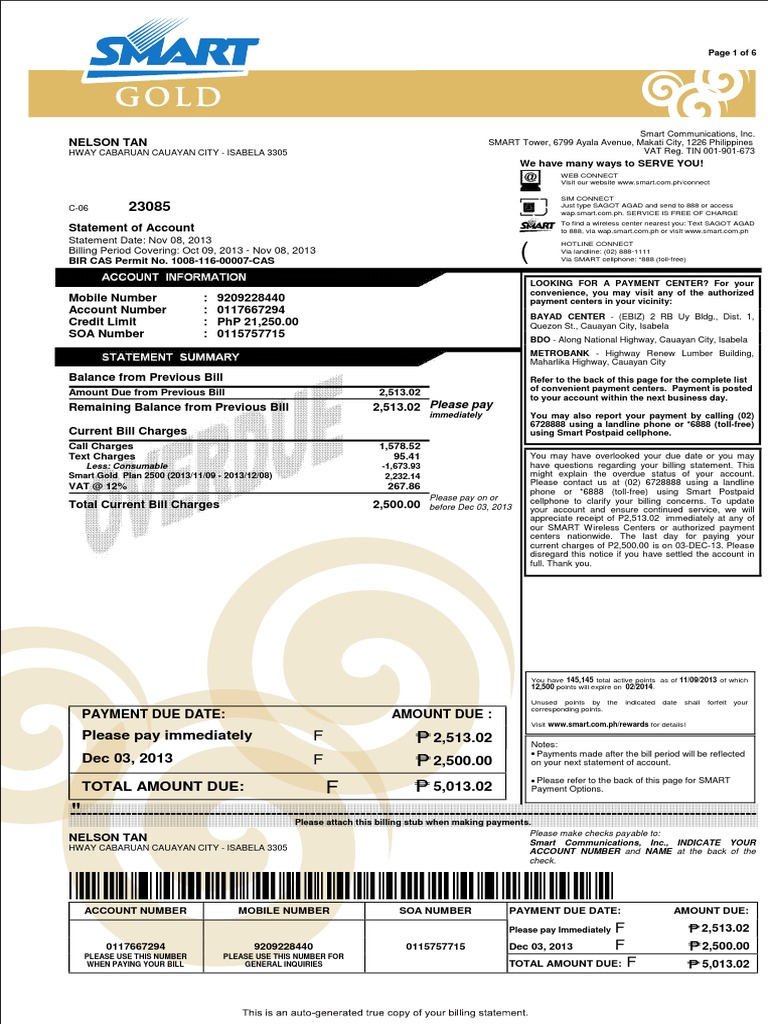 SMART
GOLD
Page 1 of 6
NELSON TAN
HWAY CABARUAN CAUAYAN CITY - ISABELA 3305
Smart Communications, Inc.
SMART Tower, 6799 Ayala Avenue, Makati City, 1226 Philippines
VAT Reg. TIN 001-901-673
We have many ways to SERVE YOU!
WEB CONNECT
Visit our website www.smart.com.ph/connect
SIM CONNECT
Just type SAGOT AGAD and send to 888 or access
wap.smart.com.ph. SERVICE IS FREE OF CHARGE
SMART
To find a wireless center nearest you: Text SAGOT AGAD
to 888, via wap.smart.com.ph or visit www.smart.com.ph
(
HOTLINE CONNECT
Via landline: (02) 888-1111
Via SMART cellphone: *888 (toll-free)
C-06 23085
Statement of Account
Statement Date: Nov 08, 2013
Billing Period Covering: Oct 09, 2013 - Nov 08, 2013
BIR CAS Permit No. 1008-116-00007-CAS
ACCOUNT INFORMATION
Mobile Number : 9209228440
Account Number : 0117667294
Credit Limit : PhP 21,250.00
SOA Number : 0115757715
STATEMENT SUMMARY
Balance from Previous Bill
Amount Due from Previous Bill 2,513.02
Remaining Balance from Previous Bill 2,513.02 Please pay
immediately
Current Bill Charges
Call Charges 1,578.52
Text Charges 95.41
Less: Consumable -1,673.93
Smart Gold Plan 2500 (2013/11/09 - 2013/12/08) 2,232.14
VAT @ 12% 267.86
Total Current Bill Charges 2,500.00
Please pay on or
before Dec 03, 2013
OVERDUE
LOOKING FOR A PAYMENT CENTER? For your
convenience, you may visit any of the authorized
payment centers in your vicinity:
BAYAD CENTER - (EBIZ) 2 RB Uy Bldg., Dist. 1,
Quezon St., Cauayan City, Isabela
BDO - Along National Highway, Cauayan City, Isabela
METROBANK - Highway Renew Lumber Building,
Maharlika Highway, Cauayan City
Refer to the back of this page for the complete list
of convenient payment centers. Payment is posted
to your account within the next business day.
You may also report your payment by calling (02)
6728888 using a landline phone or *6888 (toll-free)
using Smart Postpaid cellphone.
You may have overlooked your due date or you may
have questions regarding your billing statement. This
might explain the overdue status of your account.
Please contact us at (02) 6728888 using a landline
phone or *6888 (toll-free) using Smart Postpaid
cellphone to clarify your billing concerns. To update
your account and ensure continued service, we will
appreciate receipt of P2,513.02 immediately at any of
our SMART Wireless Centers or authorized payment
centers nationwide. The last day for paying your
current charges of P2,500.00 is on 03-DEC-13. Please
disregard this notice if you have settled the account in
full. Thank you.
You have 145,145 total active points as of 11/09/2013 of which
12,500 points will expire on 02/2014.
Unused points by the indicated date shall forfeit your
corresponding points.
Visit www.smart.com.ph/rewards for details!
Notes:
▪ Payments made after the bill period will be reflected
on your next statement of account.
▪ Please refer to the back of this page for SMART
Payment Options.
PAYMENT DUE DATE: AMOUNT DUE :
Please pay immediately F ₱ 2,513.02
Dec 03, 2013 F ₱ 2,500.00
TOTAL AMOUNT DUE: F ₱ 5,013.02
"
Please attach this billing stub when making payments.
NELSON TAN
HWAY CABARUAN CAUAYAN CITY - ISABELA 3305
Please make checks payable to:
Smart Communications, Inc., INDICATE YOUR
ACCOUNT NUMBER and NAME at the back of the
check.
ACCOUNT NUMBER MOBILE NUMBER SOA NUMBER PAYMENT DUE DATE: AMOUNT DUE:
Please pay Immediately F ₱ 2,513.02
0117667294 9209228440 0115757715 Dec 03, 2013 F ₱ 2,500.00
PLEASE USE THIS NUMBER
WHEN PAYING YOUR BILL
PLEASE USE THIS NUMBER FOR
GENERAL INQUIRIES
TOTAL AMOUNT DUE: F ₱ 5,013.02
This is an auto-generated true copy of your billing statement.